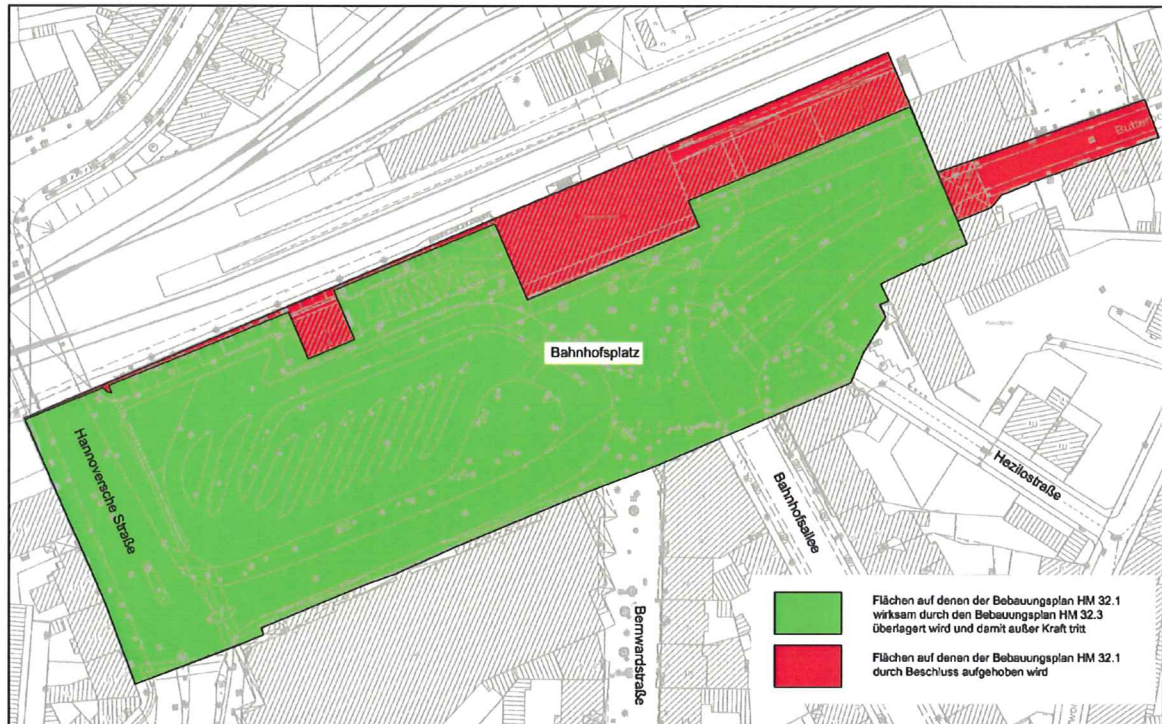 Bahnhofsplatz
Hannoversche Straße
Bahnhofsallee
Hezilostraße
Bernwardstraße
Flächen auf denen der Bebauungsplan HM 32.1
wirksam durch den Bebauungsplan HM 32.3
überlagert wird und damit außer Kraft tritt
Flächen auf denen der Bebauungsplan HM 32.1
durch Beschluss aufgehoben wird